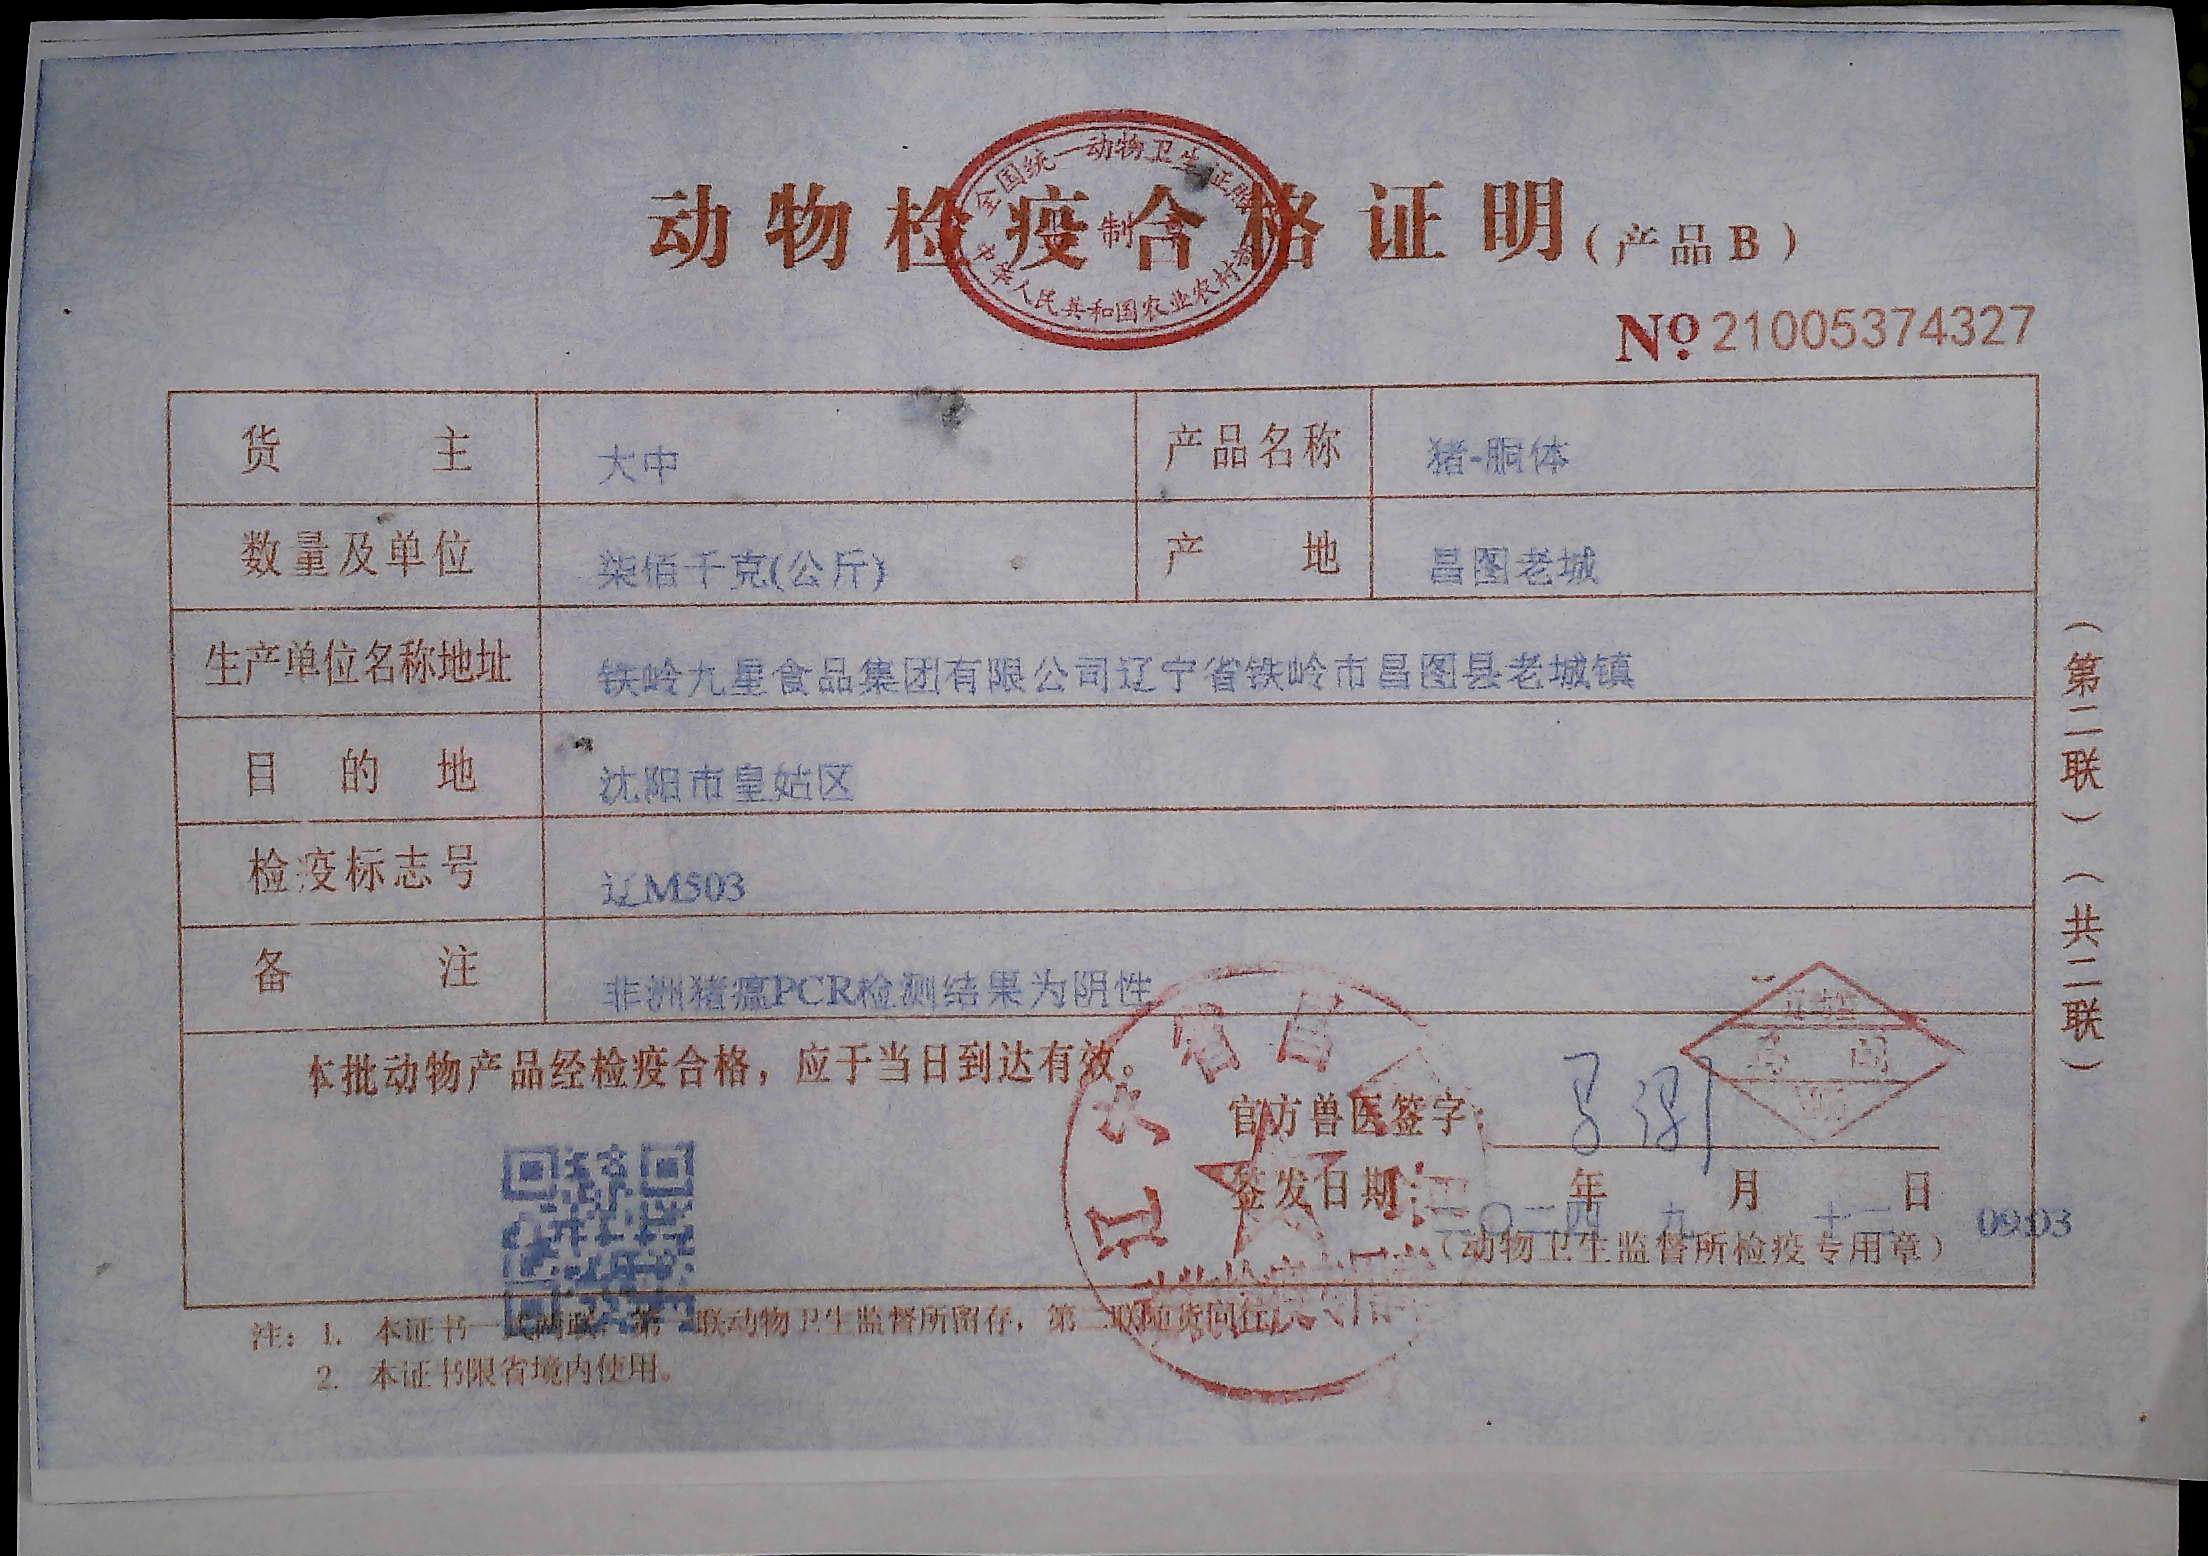 动物检疫合格证明(产品B)
全国统一动物卫生证
制
中华人民共和国农业农村部
No 21005374327
货主 大中 产品名称 猪-胴体
数量及单位 柒佰千克(公斤) 产地 昌图老城
生产单位名称地址 铁岭九星食品集团有限公司辽宁省铁岭市昌图县老城镇
目的地 沈阳市皇姑区
检疫标志号 辽M503
备注 非洲猪瘟PCR检测结果为阴性
本批动物产品经检疫合格，应于当日到达有效。
官方兽医签字：
签发日期：二〇二四年九月十二日 09:03
(动物卫生监督所检疫专用章)
注：1. 本证书一式两联，第一联动物卫生监督所留存，第二联随货同行。
2. 本证书限省境内使用。
(第二联)(共二联)